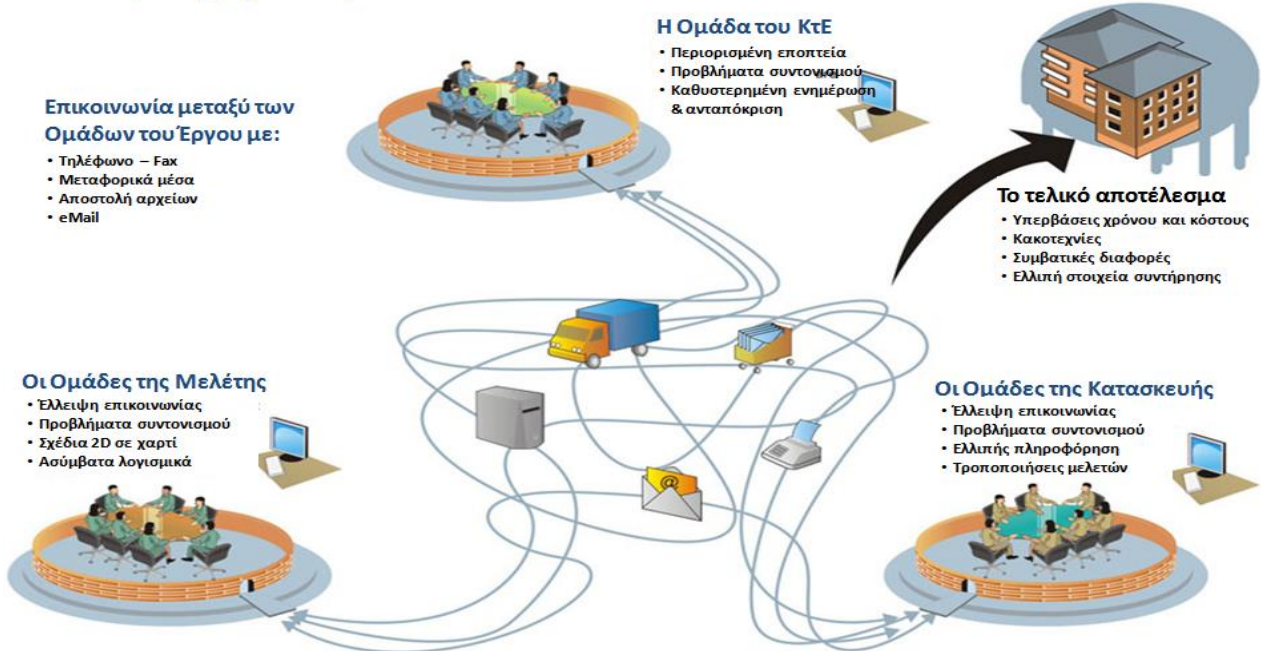 Η Ομάδα του ΚτΕ
• Περιορισμένη εποπτεία
• Προβλήματα συντονισμού
• Καθυστερημένη ενημέρωση
& ανταπόκριση
Επικοινωνία μεταξύ των
Ομάδων του Έργου με:
• Τηλέφωνο – Fax
• Μεταφορικά μέσα
• Αποστολή αρχείων
• eMail
Το τελικό αποτέλεσμα
• Υπερβάσεις χρόνου και κόστους
• Κακοτεχνίες
• Συμβατικές διαφορές
• Ελλιπή στοιχεία συντήρησης
Οι Ομάδες της Μελέτης
• Έλλειψη επικοινωνίας
• Προβλήματα συντονισμού
• Σχέδια 2D σε χαρτί
• Ασύμβατα λογισμικά
Οι Ομάδες της Κατασκευής
• Έλλειψη επικοινωνίας
• Προβλήματα συντονισμού
• Ελλιπής πληροφόρηση
• Τροποποιήσεις μελετών
@